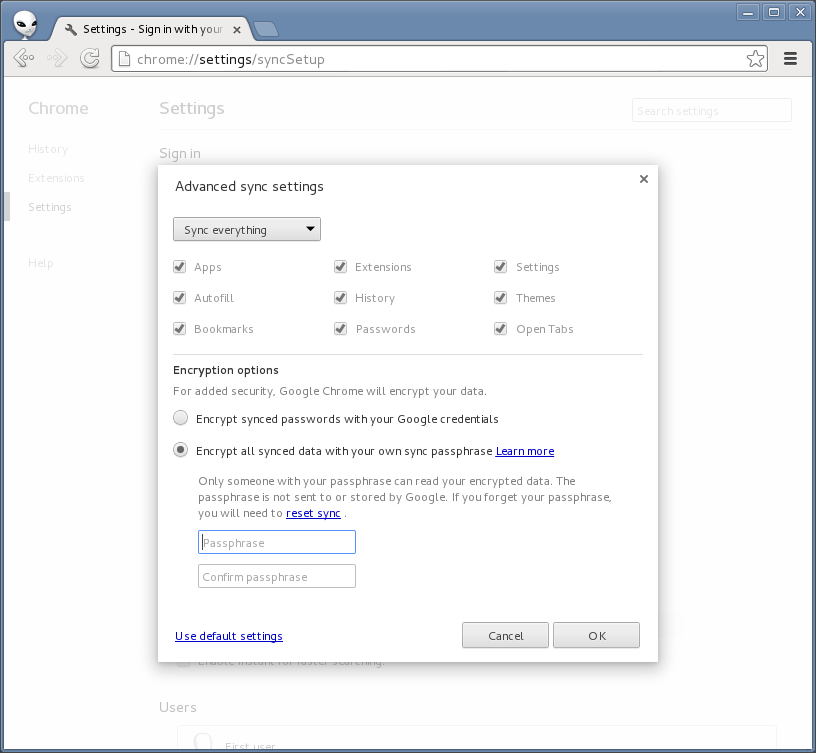 Settings - Sign in with your
chrome://settings/syncSetup
Chrome
Settings
Search settings
History
Extensions
Settings
Help
Sign in
Advanced sync settings
Sync everything
Apps Extensions Settings
Autofill History Themes
Bookmarks Passwords Open Tabs
Encryption options
For added security, Google Chrome will encrypt your data.
Encrypt synced passwords with your Google credentials
Encrypt all synced data with your own sync passphrase Learn more
Only someone with your passphrase can read your encrypted data. The
passphrase is not sent to or stored by Google. If you forget your passphrase,
you will need to reset sync .
Passphrase
Confirm passphrase
Use default settings Cancel OK
Enable Instant for faster searching.
Users
First user